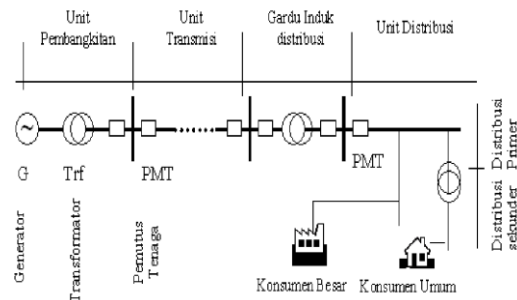 Unit
Pembangkitan
Unit
Transmisi
Gardu Induk
distribusi
Unit Distribusi
~
G
Trf
PMT
PMT
Generator
Transformator
Pemutus
Tenaga
Distribusi
Primer
Distribusi
sekunder
Konsumen Besar
Konsumen Umum